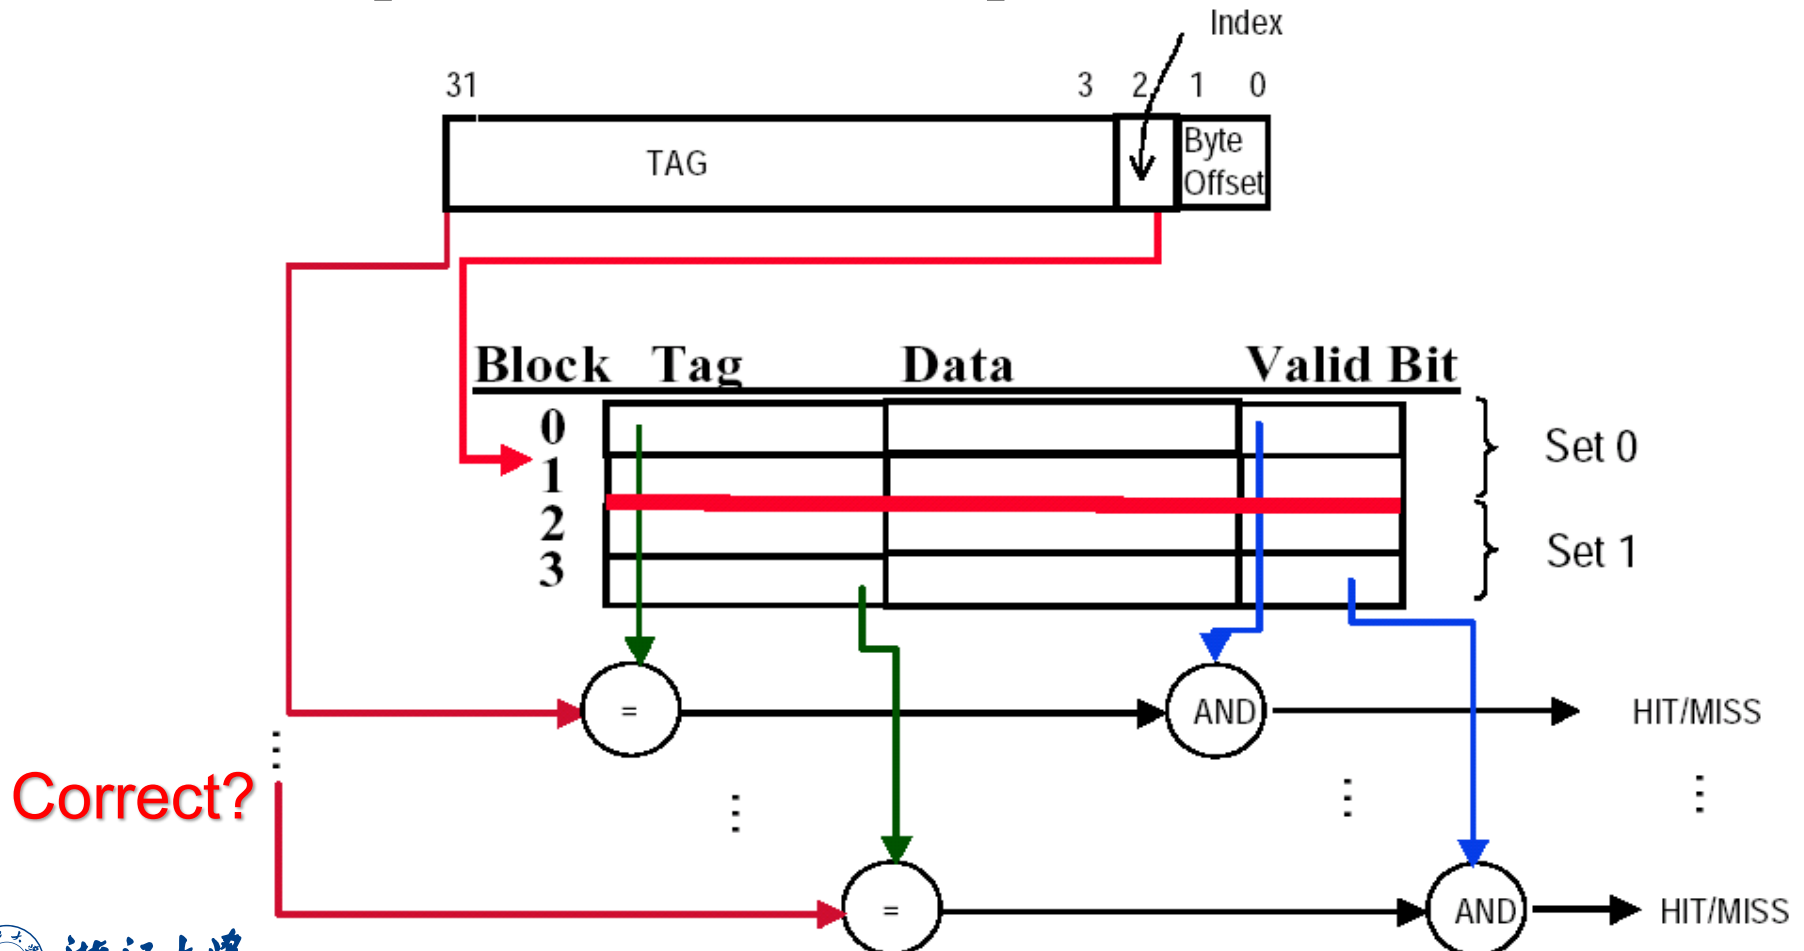 Index
31 3 2 1 0
TAG
Byte
Offset
Block Tag Data Valid Bit
0
1
2
3
Set 0
Set 1
= AND HIT/MISS
⋮ ⋮ ⋮ ⋮
Correct?
= AND HIT/MISS